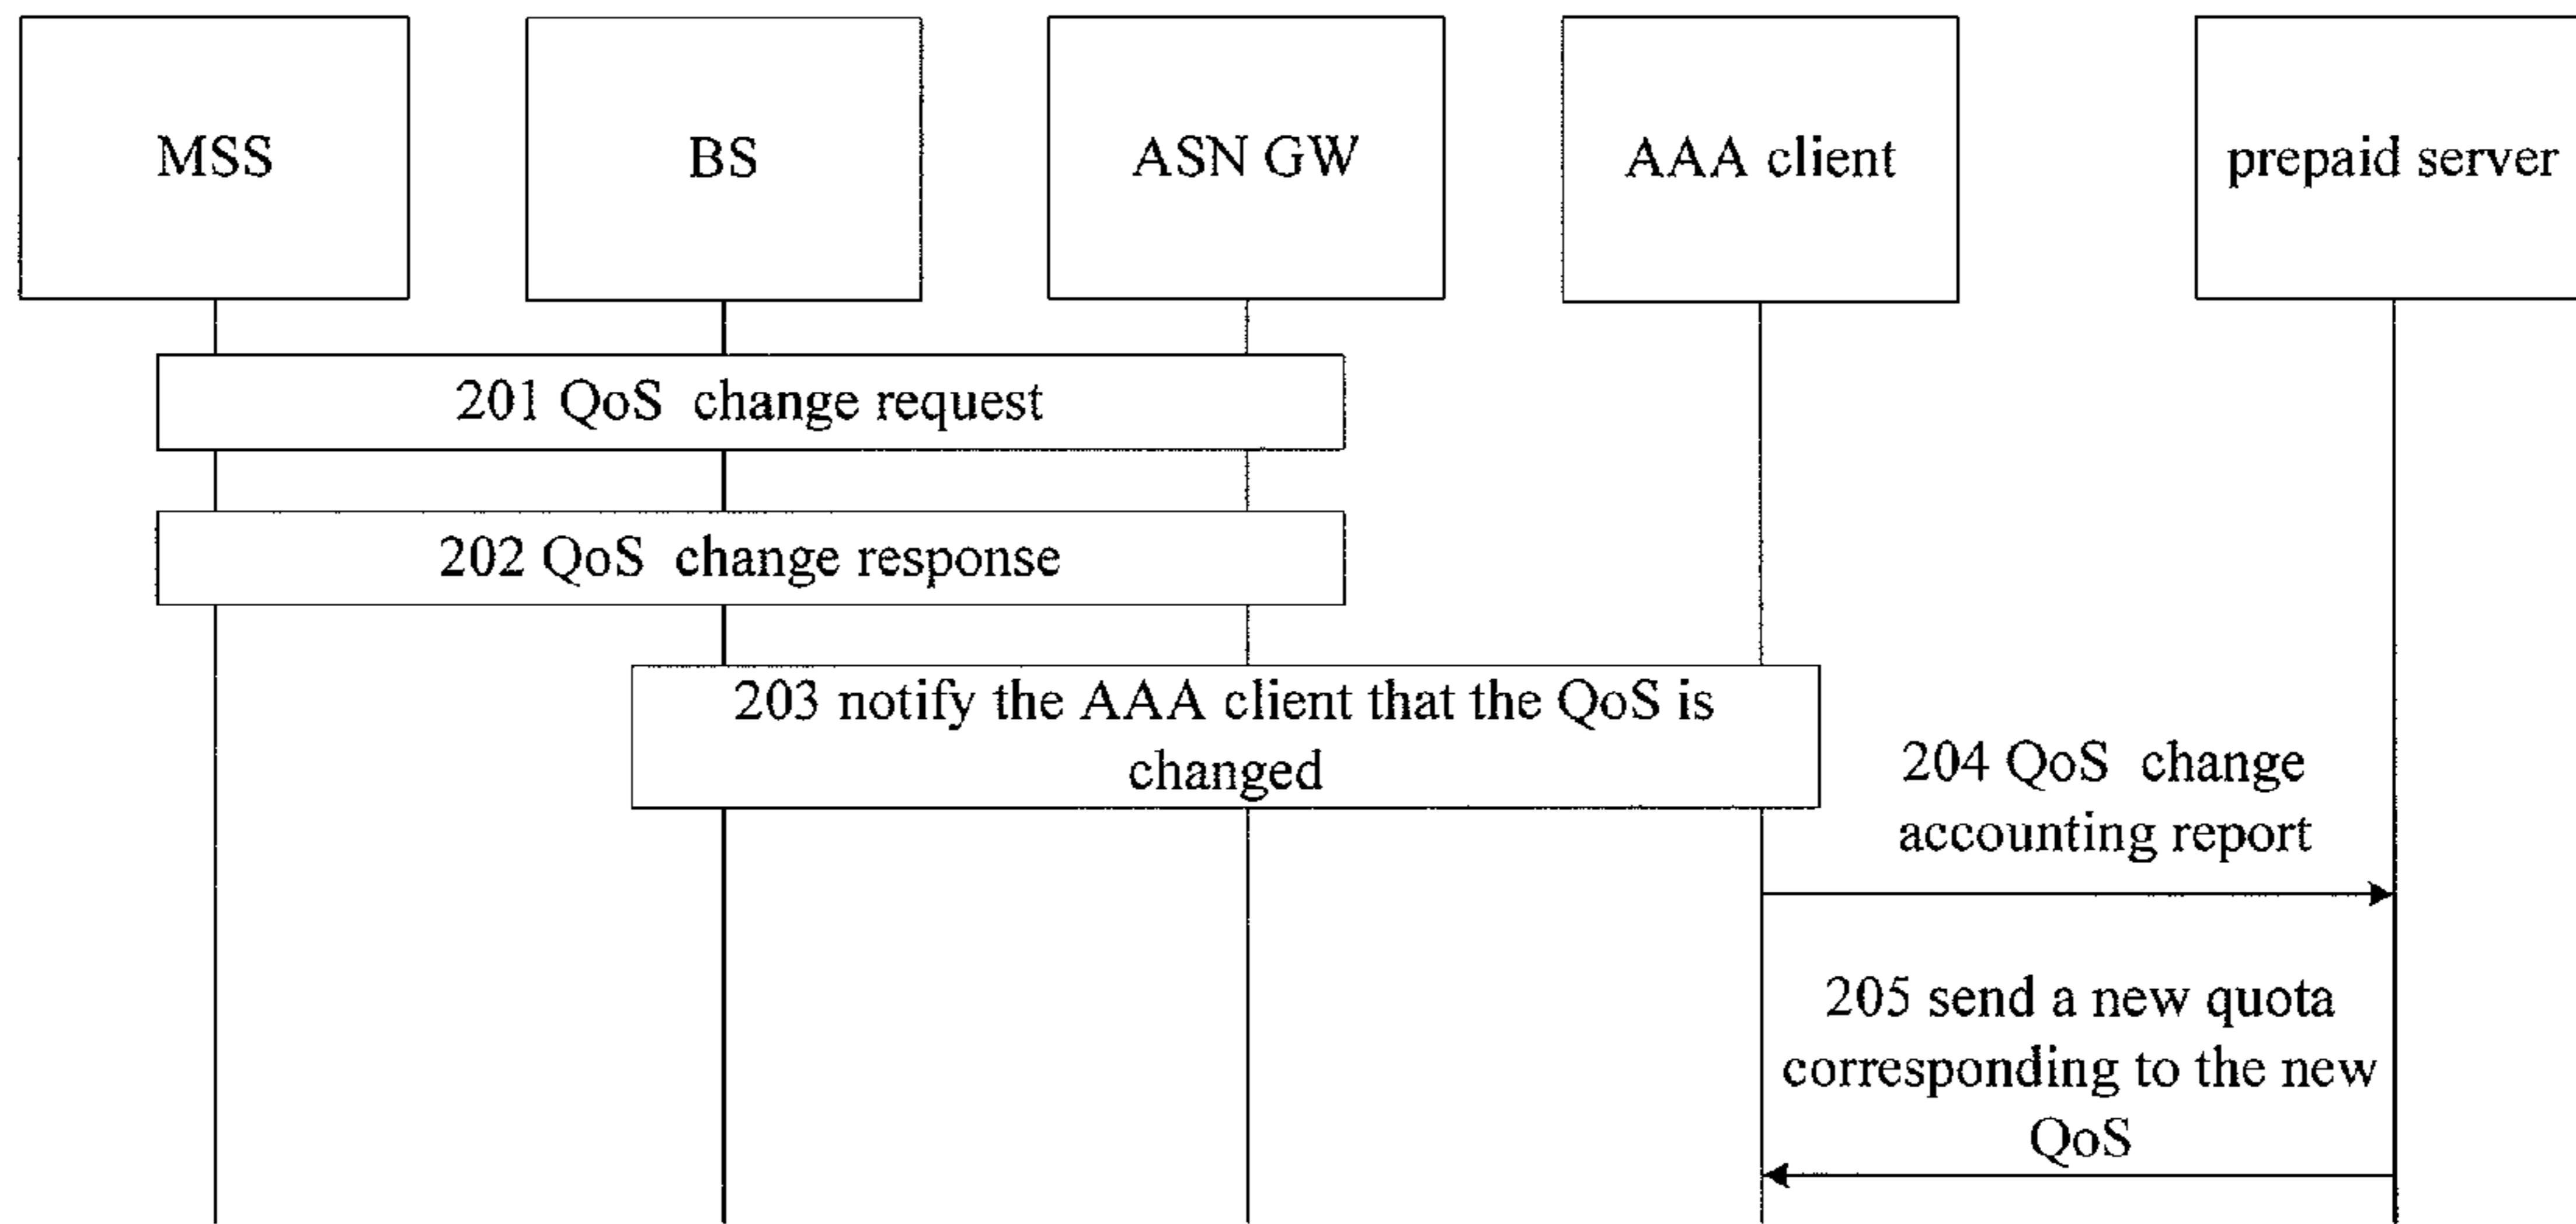 MSS
BS
ASN GW
AAA client
prepaid server
201 QoS change request
202 QoS change response
203 notify the AAA client that the QoS is
changed
204 QoS change
accounting report
205 send a new quota
corresponding to the new
QoS